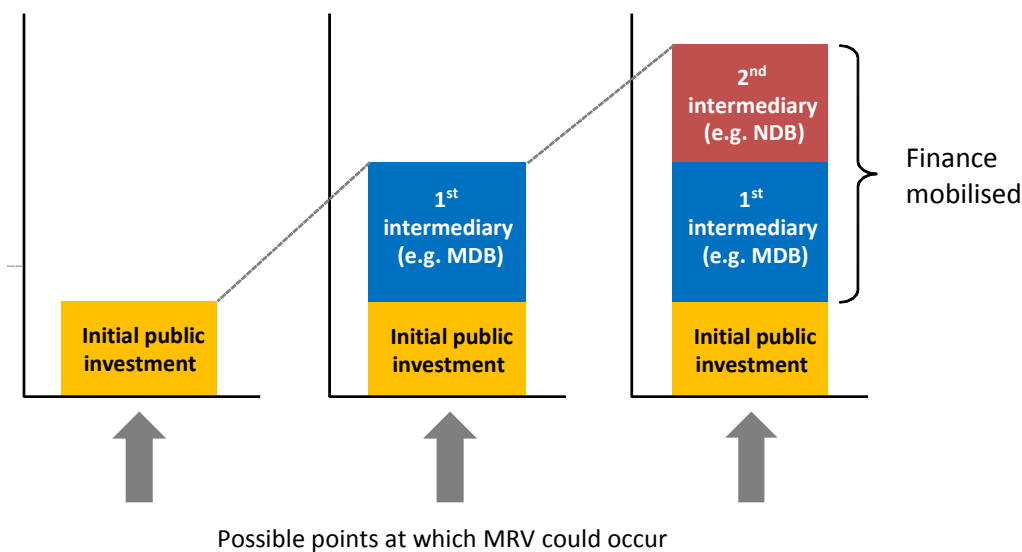 2nd
intermediary
(e.g. NDB)
1st
intermediary
(e.g. MDB)
1st
intermediary
(e.g. MDB)
Finance
mobilised
Initial public
investment
Initial public
investment
Initial public
investment
Possible points at which MRV could occur